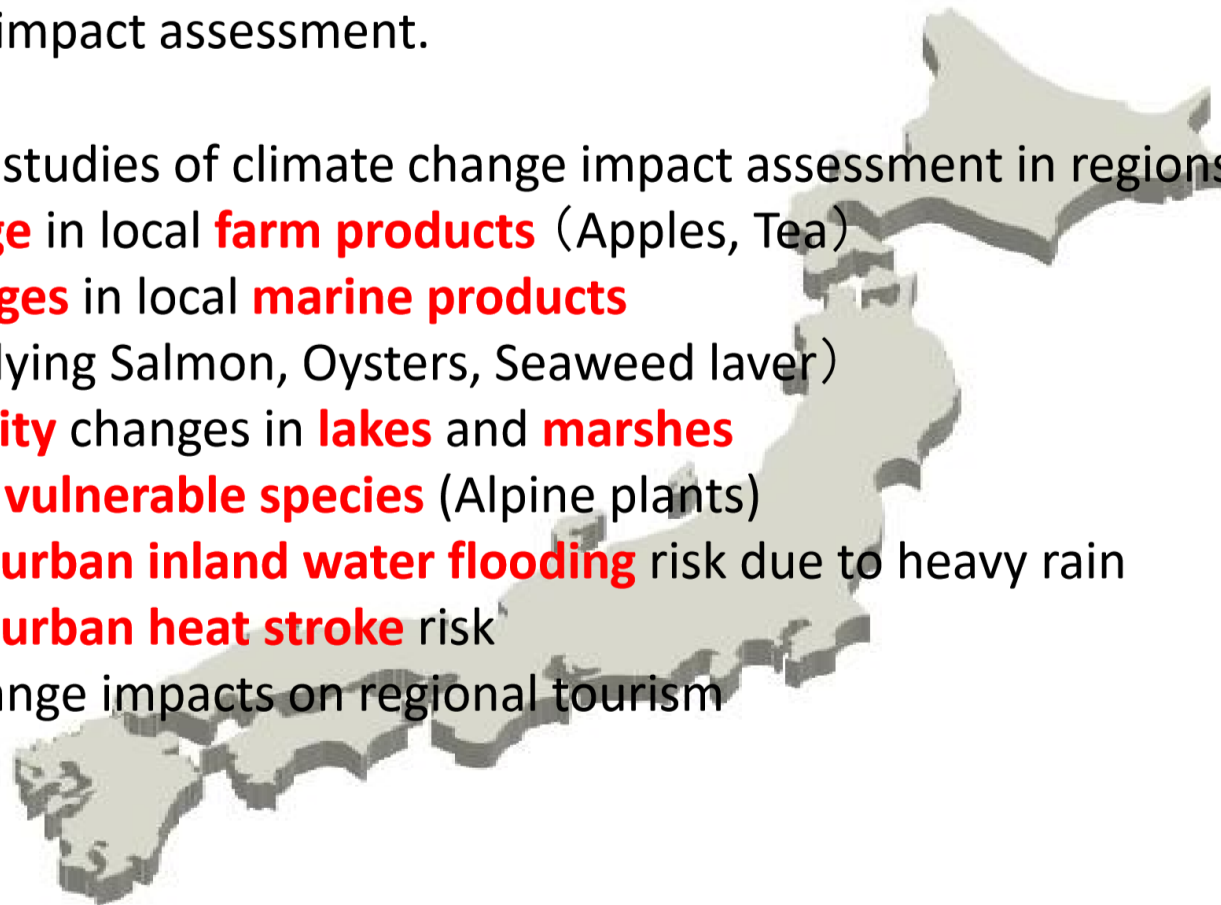 impact assessment.
studies of climate change impact assessment in regions
ge in local farm products（Apples, Tea）
ges in local marine products
lying Salmon, Oysters, Seaweed laver）
ity changes in lakes and marshes
vulnerable species (Alpine plants)
urban inland water flooding risk due to heavy rain
urban heat stroke risk
ange impacts on regional tourism